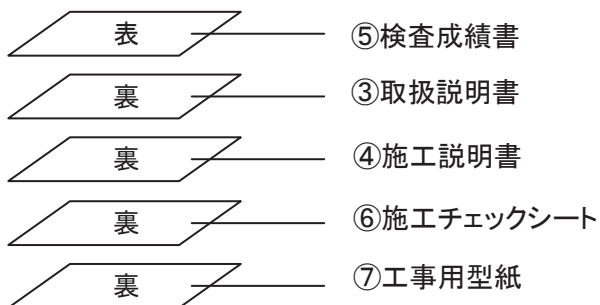 表 ⑤検査成績書
裏 ③取扱説明書
裏 ④施工説明書
裏 ⑥施工チェックシート
裏 ⑦工事用型紙